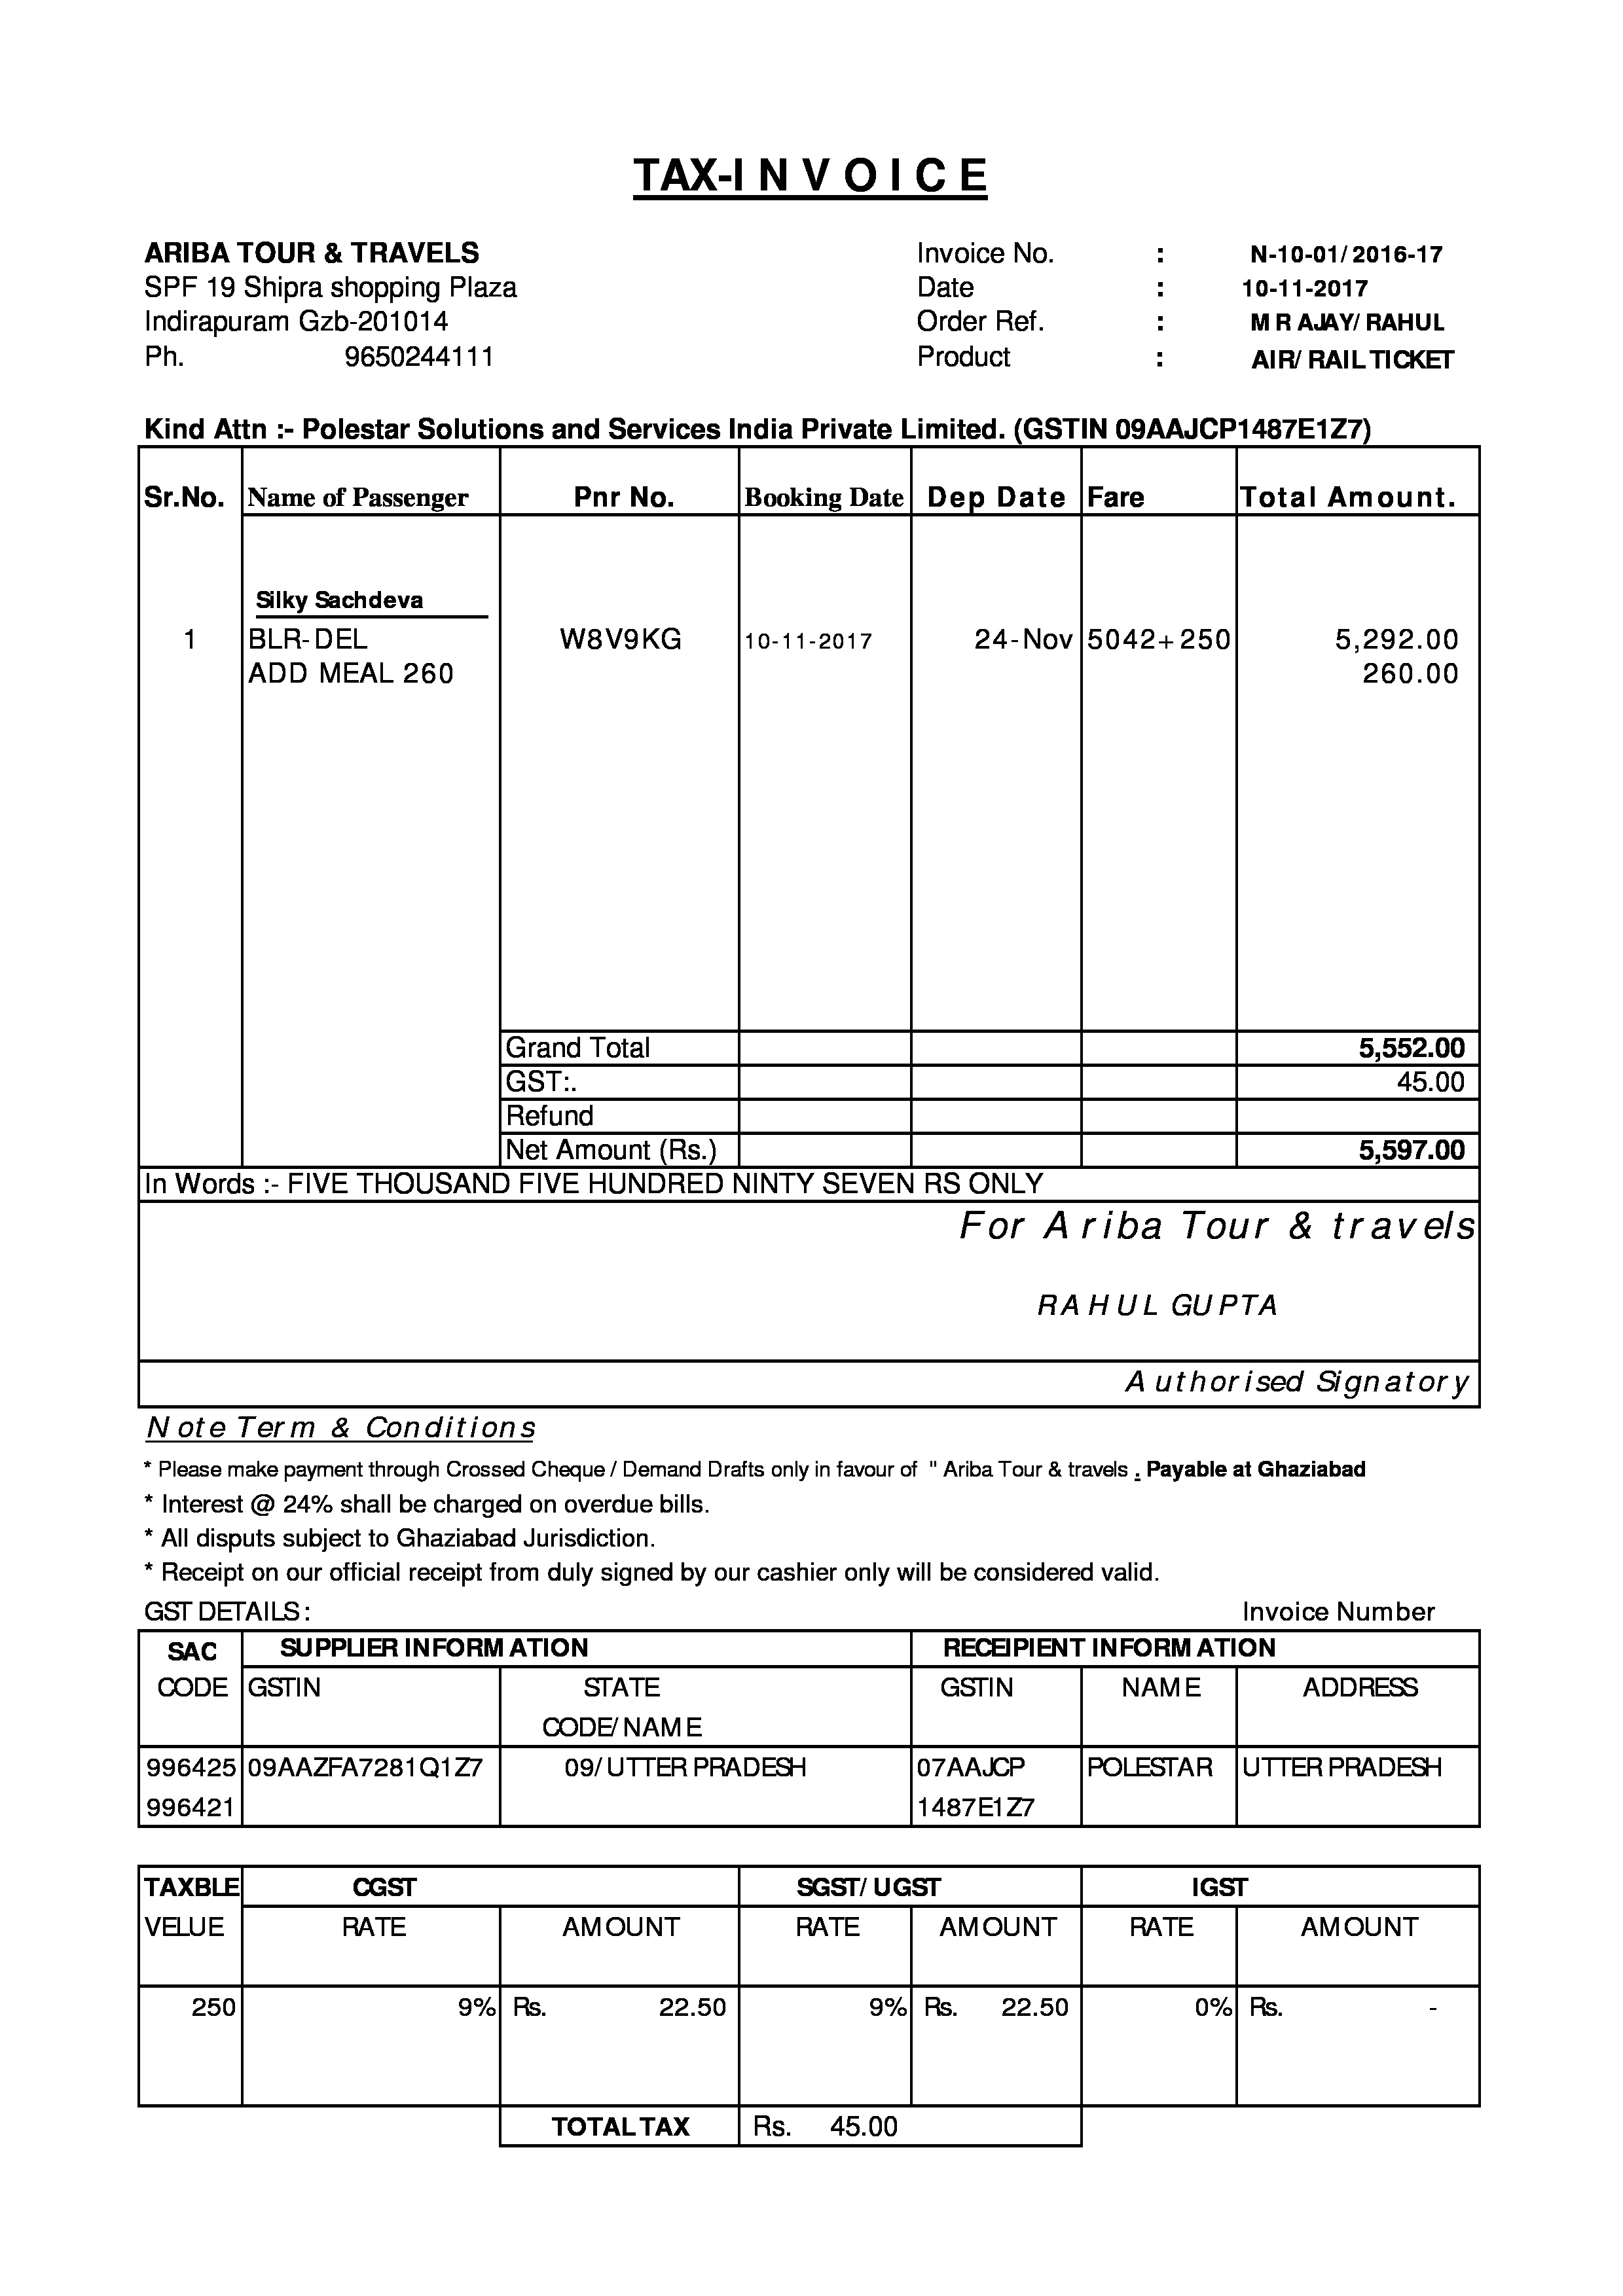 TAX-I N V O I C E
ARIBA TOUR & TRAVELS Invoice No. : N-10-01/2016-17
SPF 19 Shipra shopping Plaza Date : 10-11-2017
Indirapuram Gzb-201014 Order Ref. : M R AJAY/ RAHUL
Ph. 9650244111 Product : AIR/ RAIL TICKET
Kind Attn :- Polestar Solutions and Services India Private Limited. (GSTIN 09AAJCP1487E1Z7)
Sr.No. Name of Passenger Pnr No. Booking Date Dep Date Fare Total Amount.
Silky Sachdeva
1 BLR-DEL W8V9KG 10-11-2017 24-Nov 5042+250 5,292.00
ADD MEAL 260 260.00
Grand Total 5,552.00
GST:. 45.00
Refund
Net Amount (Rs.) 5,597.00
In Words :- FIVE THOUSAND FIVE HUNDRED NINTY SEVEN RS ONLY
For Ariba Tour & travels
RAHUL GUPTA
Authorised Signatory
Note Term & Conditions
* Please make payment through Crossed Cheque / Demand Drafts only in favour of " Ariba Tour & travels . Payable at Ghaziabad
* Interest @ 24% shall be charged on overdue bills.
* All disputs subject to Ghaziabad Jurisdiction.
* Receipt on our official receipt from duly signed by our cashier only will be considered valid.
GST DETAILS: Invoice Number
SAC SUPPLIER INFORMATION RECEIPIENT INFORMATION
CODE GSTIN STATE GSTIN NAME ADDRESS
CODE/ NAME
996425 09AAZFA7281Q1Z7 09/ UTTER PRADESH 07AAJCP POLESTAR UTTER PRADESH
996421 1487E1Z7
TAXBLE CGST SGST/ UGST IGST
VELUE RATE AMOUNT RATE AMOUNT RATE AMOUNT
250 9% Rs. 22.50 9% Rs. 22.50 0% Rs. -
TOTAL TAX Rs. 45.00